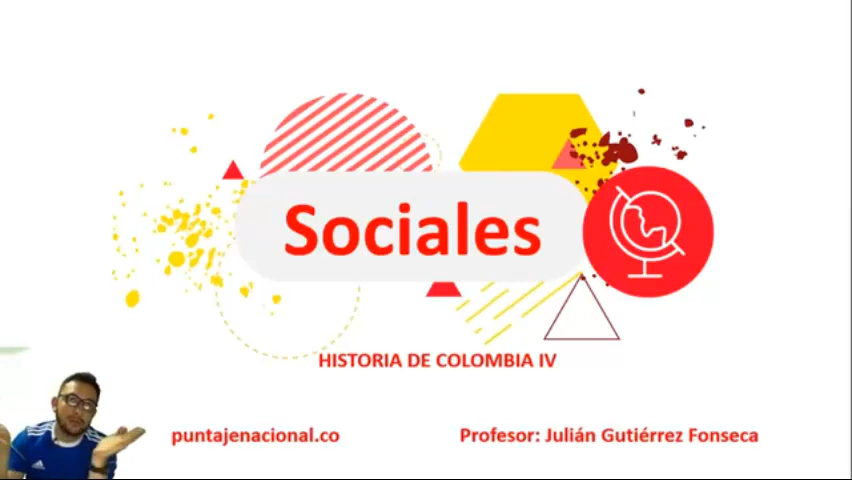 Sociales
HISTORIA DE COLOMBIA IV
puntajenacional.co
Profesor: Julián Gutiérrez Fonseca